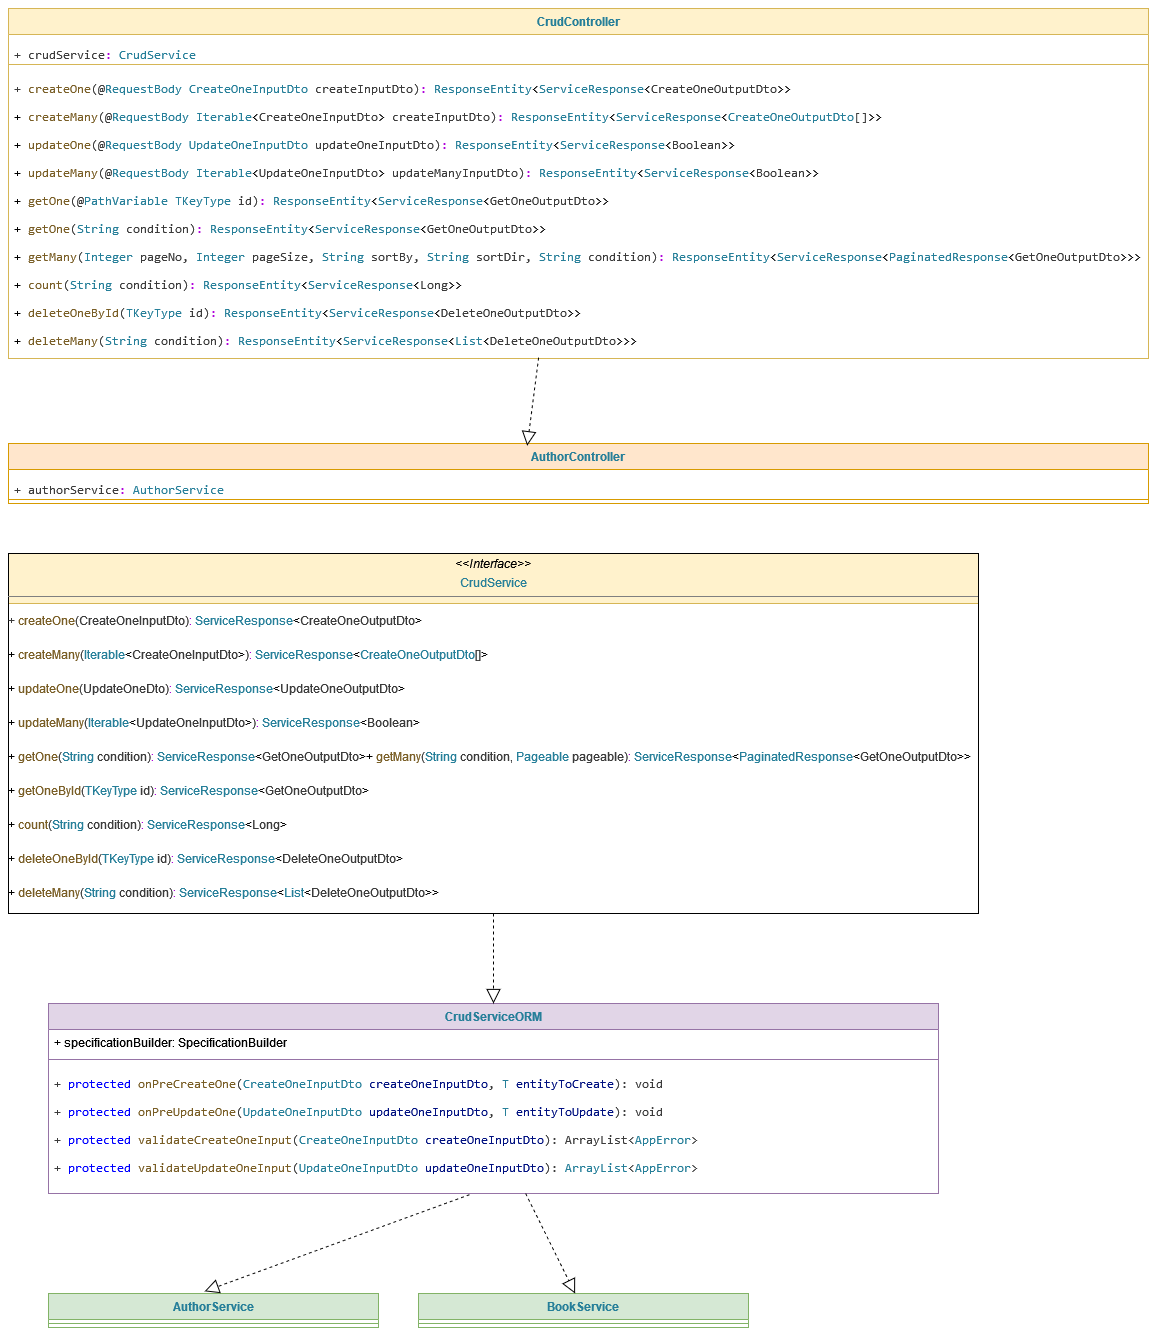 CrudController
+ crudService: CrudService
+ createOne(@RequestBody CreateOneInputDto createInputDto): ResponseEntity<ServiceResponse<CreateOneOutputDto>>
+ createMany(@RequestBody Iterable<CreateOneInputDto> createInputDto): ResponseEntity<ServiceResponse<CreateOneOutputDto[]>>
+ updateOne(@RequestBody UpdateOneInputDto updateOneInputDto): ResponseEntity<ServiceResponse<Boolean>>
+ updateMany(@RequestBody Iterable<UpdateOneInputDto> updateManyInputDto): ResponseEntity<ServiceResponse<Boolean>>
+ getOne(@PathVariable TKeyType id): ResponseEntity<ServiceResponse<GetOneOutputDto>>
+ getOne(String condition): ResponseEntity<ServiceResponse<GetOneOutputDto>>
+ getMany(Integer pageNo, Integer pageSize, String sortBy, String sortDir, String condition): ResponseEntity<ServiceResponse<PaginatedResponse<GetOneOutputDto>>>
+ count(String condition): ResponseEntity<ServiceResponse<Long>>
+ deleteOneById(TKeyType id): ResponseEntity<ServiceResponse<DeleteOneOutputDto>>
+ deleteMany(String condition): ResponseEntity<ServiceResponse<List<DeleteOneOutputDto>>>
AuthorController
+ authorService: AuthorService
<<Interface>>
CrudService
+ createOne(CreateOneInputDto): ServiceResponse<CreateOneOutputDto>
+ createMany(Iterable<CreateOneInputDto>): ServiceResponse<CreateOneOutputDto[]>
+ updateOne(UpdateOneDto): ServiceResponse<UpdateOneOutputDto>
+ updateMany(Iterable<UpdateOneInputDto>): ServiceResponse<Boolean>
+ getOne(String condition): ServiceResponse<GetOneOutputDto>+ getMany(String condition, Pageable pageable): ServiceResponse<PaginatedResponse<GetOneOutputDto>>
+ getOneById(TKeyType id): ServiceResponse<GetOneOutputDto>
+ count(String condition): ServiceResponse<Long>
+ deleteOneById(TKeyType id): ServiceResponse<DeleteOneOutputDto>
+ deleteMany(String condition): ServiceResponse<List<DeleteOneOutputDto>>
CrudServiceORM
+ specificationBuilder: SpecificationBuilder
+ protected onPreCreateOne(CreateOneInputDto createOneInputDto, T entityToCreate): void
+ protected onPreUpdateOne(UpdateOneInputDto updateOneInputDto, T entityToUpdate): void
+ protected validateCreateOneInput(CreateOneInputDto createOneInputDto): ArrayList<AppError>
+ protected validateUpdateOneInput(UpdateOneInputDto updateOneInputDto): ArrayList<AppError>
AuthorService
BookService